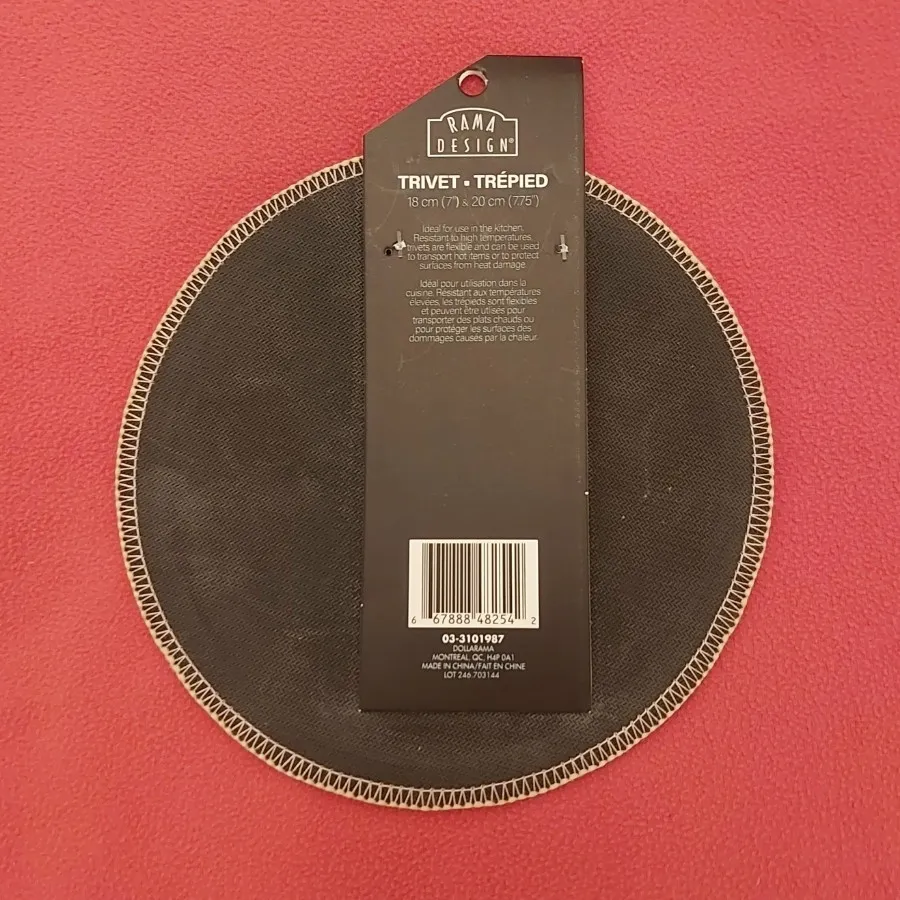 RAMA
DESIGN®
TRIVET ▪ TRÉPIED
18 cm (7") & 20 cm (7.75")
Ideal for use in the kitchen.
Resistant to high temperatures,
trivets are flexible and can be used
to transport hot items or to protect
surfaces from heat damage.
Idéal pour utilisation dans la
cuisine. Résistant aux températures
élevées, les trépieds sont flexibles
et peuvent être utilisés pour
transporter des plats chauds ou
pour protéger les surfaces des
dommages causés par la chaleur.
6 67888 48254 2
03-3101987
DOLLARAMA
MONTREAL, QC, H4P 0A1
MADE IN CHINA/FAIT EN CHINE
LOT 246.703144